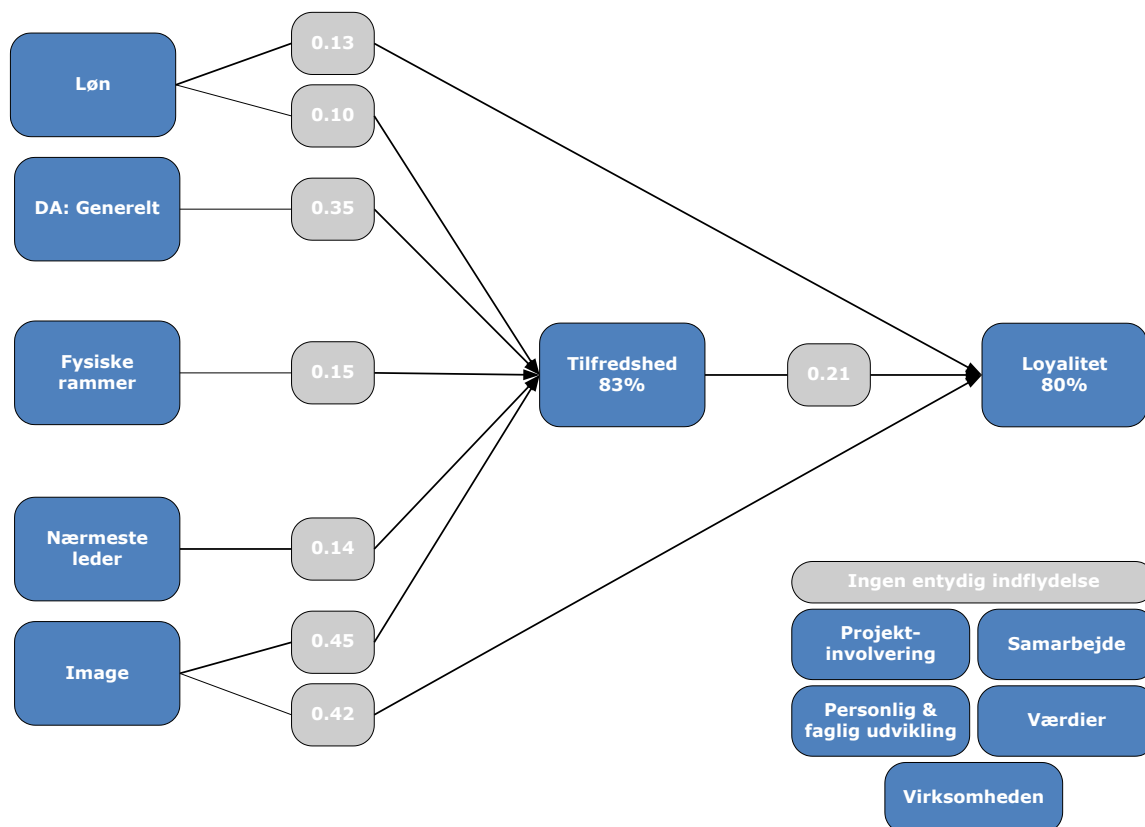 0.13
Løn
0.10
DA: Generelt
0.35
Fysiske
rammer
0.15
Tilfredshed
83%
0.21
Loyalitet
80%
Nærmeste
leder
0.14
Image
0.45
0.42
Ingen entydig indflydelse
Projekt-
involvering
Samarbejde
Personlig &
faglig udvikling
Værdier
Virksomheden